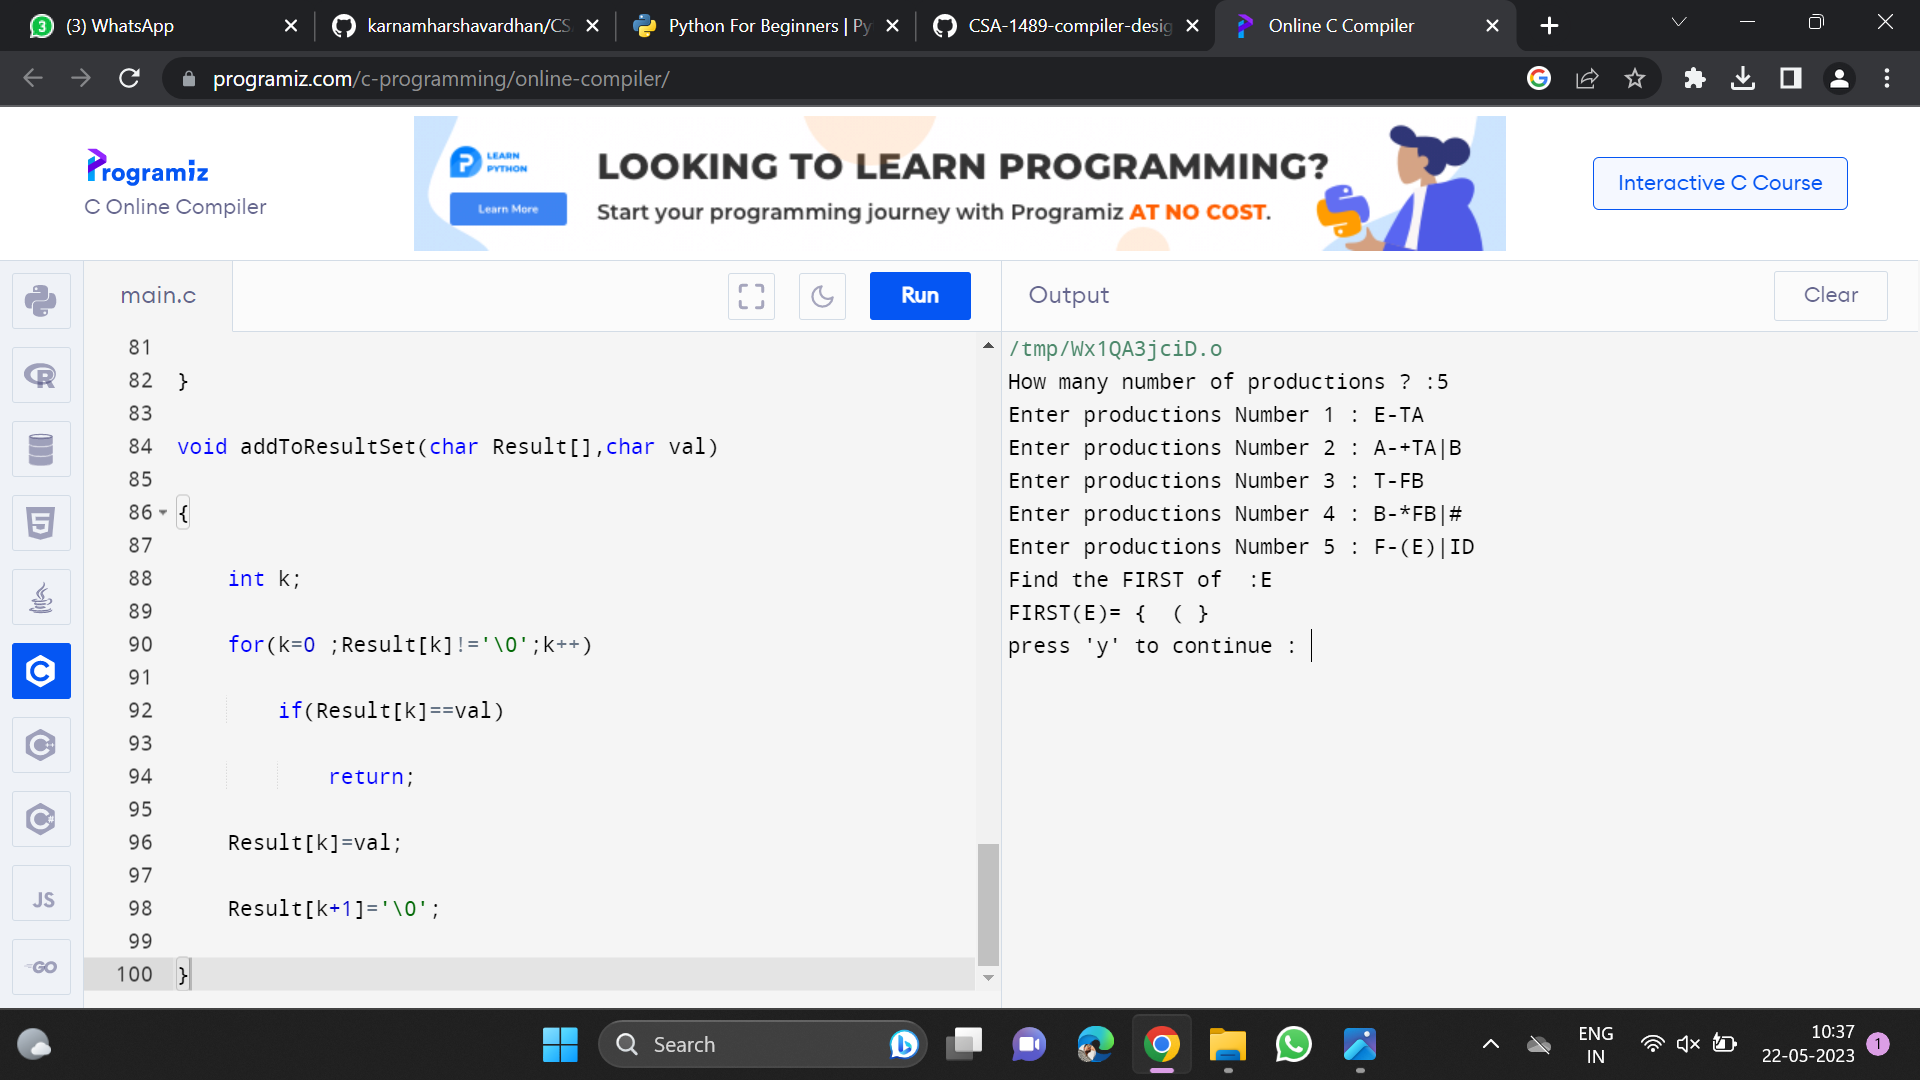 (3) WhatsApp
karnamharshavardhan/CS
Python For Beginners | Py
CSA-1489-compiler-desig
Online C Compiler
programiz.com/c-programming/online-compiler/
Programiz
C Online Compiler
LEARN PYTHON
Learn More
LOOKING TO LEARN PROGRAMMING?
Start your programming journey with Programiz AT NO COST.
Interactive C Course
main.c
Run
Output
Clear
81
82 }
83
84 void addToResultSet(char Result[],char val)
85
86 {
87
88 int k;
89
90 for(k=0 ;Result[k]!='\0';k++)
91
92 if(Result[k]==val)
93
94 return;
95
96 Result[k]=val;
97
98 Result[k+1]='\0';
99
100 }
/tmp/Wx1QA3jciD.o
How many number of productions ? :5
Enter productions Number 1 : E-TA
Enter productions Number 2 : A-+TA|B
Enter productions Number 3 : T-FB
Enter productions Number 4 : B-*FB|#
Enter productions Number 5 : F-(E)|ID
Find the FIRST of  :E
FIRST(E)= {  ( }
press 'y' to continue :
JS
GO
Search
ENG
IN
10:37
22-05-2023
1